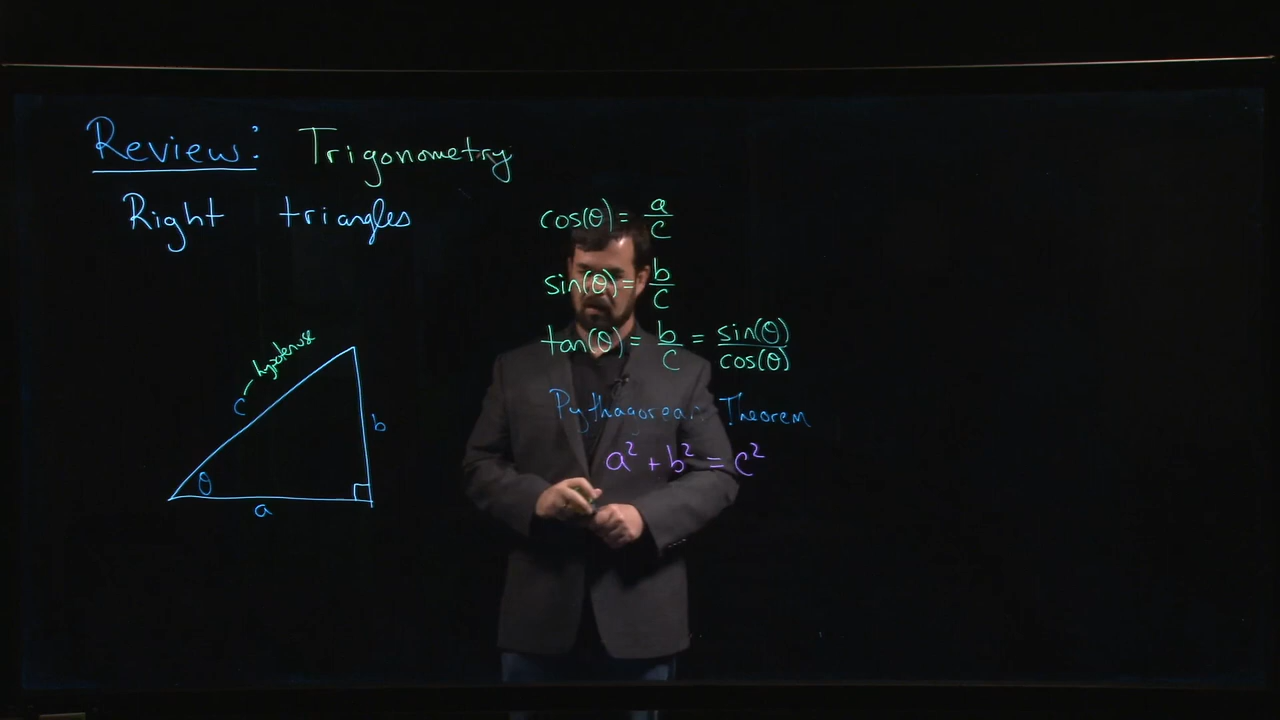 Review: Trigonometry
Right triangles
cos(θ) = a/c
sin(θ) = b/c
tan(θ) = b/c = sin(θ)/cos(θ)
Pythagorean Theorem
a² + b² = c²
c - hypotenuse
b
θ
a